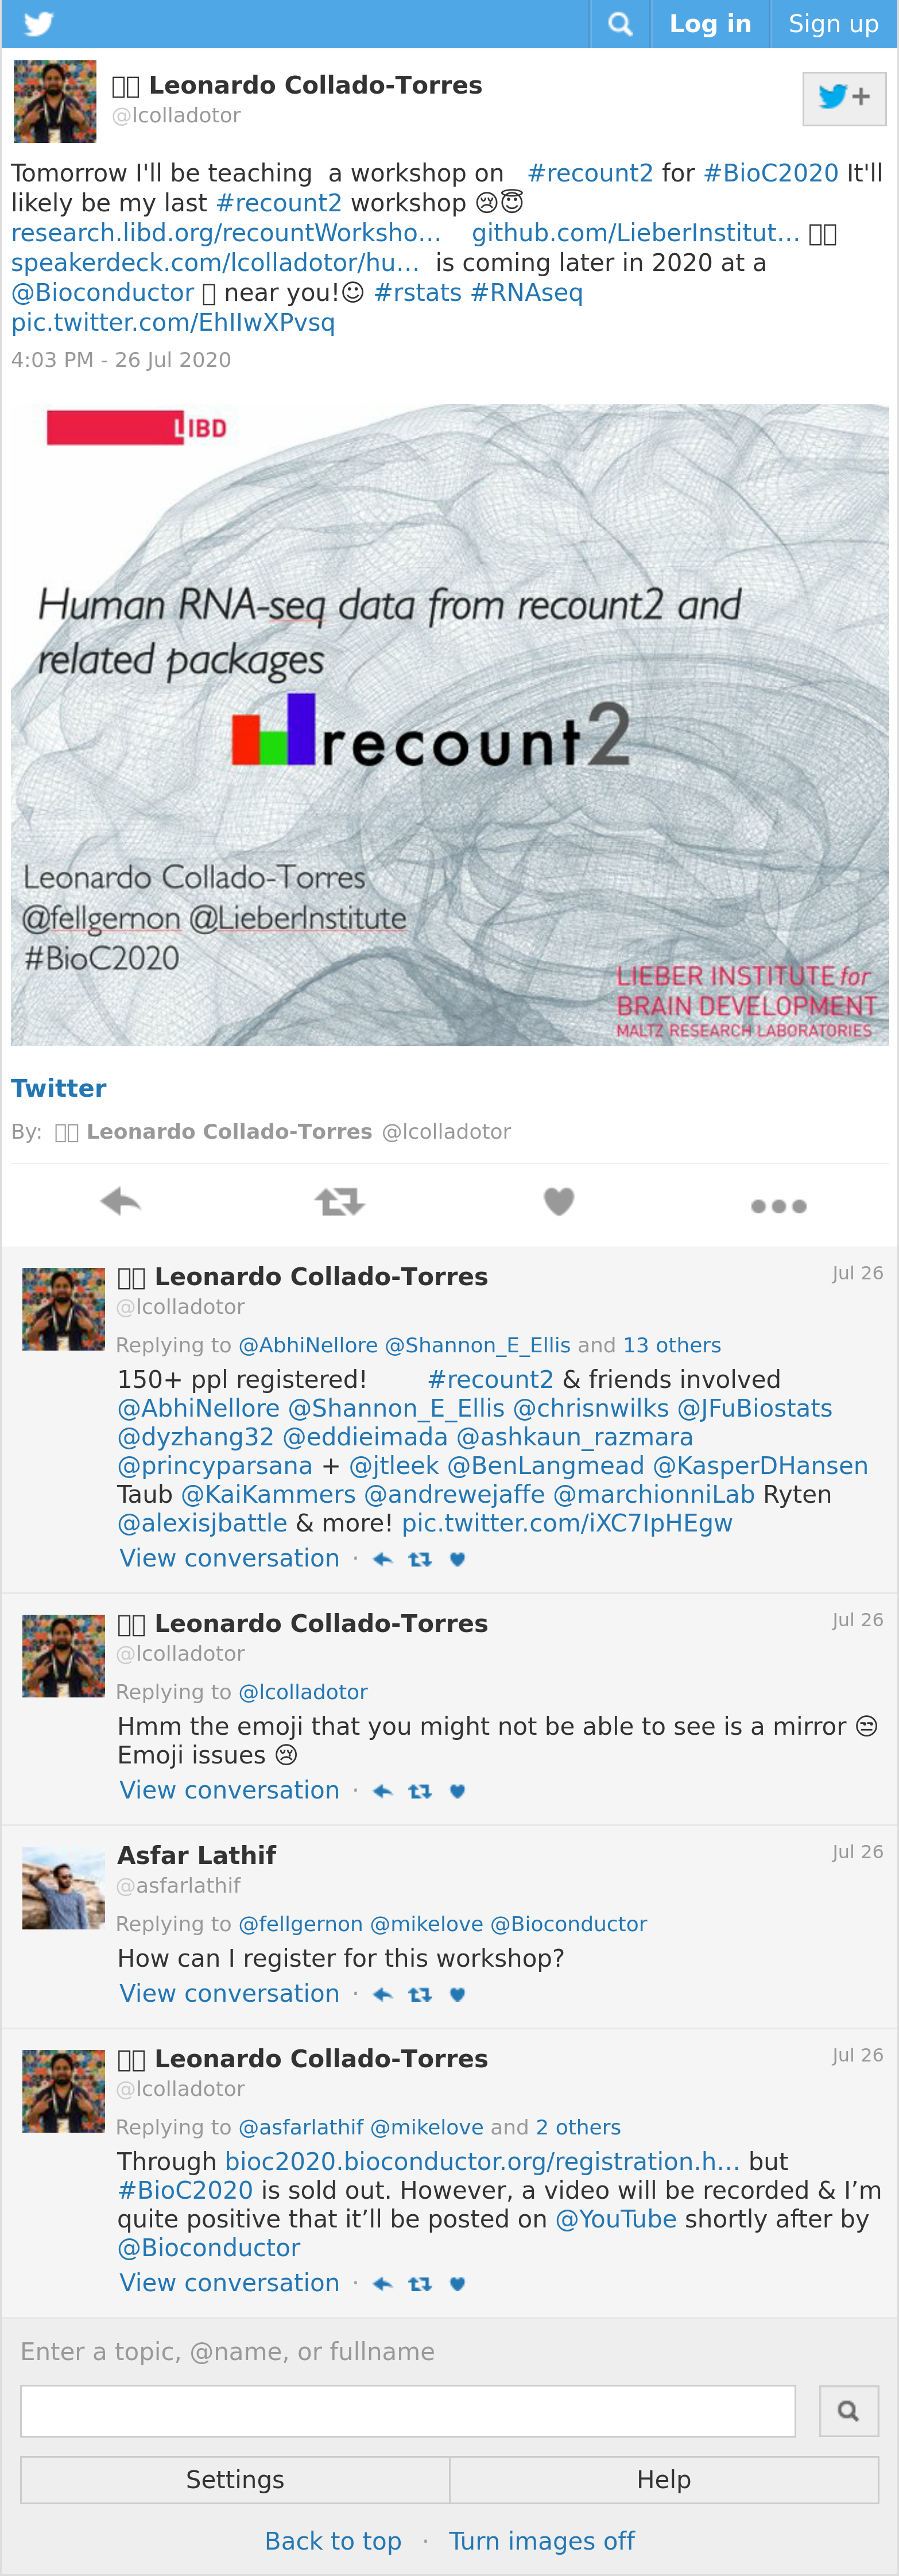 Log in
Sign up
Leonardo Collado-Torres
@lcolladotor
Tomorrow I'll be teaching a workshop on #recount2 for #BioC2020 It'll
likely be my last #recount2 workshop 😢😇
research.libd.org/recountWorksho… github.com/LieberInstitut…
speakerdeck.com/lcolladotor/hu… is coming later in 2020 at a
@Bioconductor near you!☺ #rstats #RNAseq
pic.twitter.com/EhIIwXPvsq
4:03 PM - 26 Jul 2020
LIBD
Human RNA-seq data from recount2 and
related packages
recount2
Leonardo Collado-Torres
@fellgernon @LieberInstitute
#BioC2020
LIEBER INSTITUTE for
BRAIN DEVELOPMENT
MALTZ RESEARCH LABORATORIES
Twitter
By: Leonardo Collado-Torres @lcolladotor
Leonardo Collado-Torres
Jul 26
@lcolladotor
Replying to @AbhiNellore @Shannon_E_Ellis and 13 others
150+ ppl registered! #recount2 & friends involved
@AbhiNellore @Shannon_E_Ellis @chrisnwilks @JFuBiostats
@dyzhang32 @eddieimada @ashkaun_razmara
@princyparsana + @jtleek @BenLangmead @KasperDHansen
Taub @KaiKammers @andrewejaffe @marchionniLab Ryten
@alexisjbattle & more! pic.twitter.com/iXC7IpHEgw
View conversation ·
Leonardo Collado-Torres
Jul 26
@lcolladotor
Replying to @lcolladotor
Hmm the emoji that you might not be able to see is a mirror 😒
Emoji issues 😢
View conversation ·
Asfar Lathif
Jul 26
@asfarlathif
Replying to @fellgernon @mikelove @Bioconductor
How can I register for this workshop?
View conversation ·
Leonardo Collado-Torres
Jul 26
@lcolladotor
Replying to @asfarlathif @mikelove and 2 others
Through bioc2020.bioconductor.org/registration.h… but
#BioC2020 is sold out. However, a video will be recorded & I’m
quite positive that it’ll be posted on @YouTube shortly after by
@Bioconductor
View conversation ·
Enter a topic, @name, or fullname
Settings
Help
Back to top · Turn images off